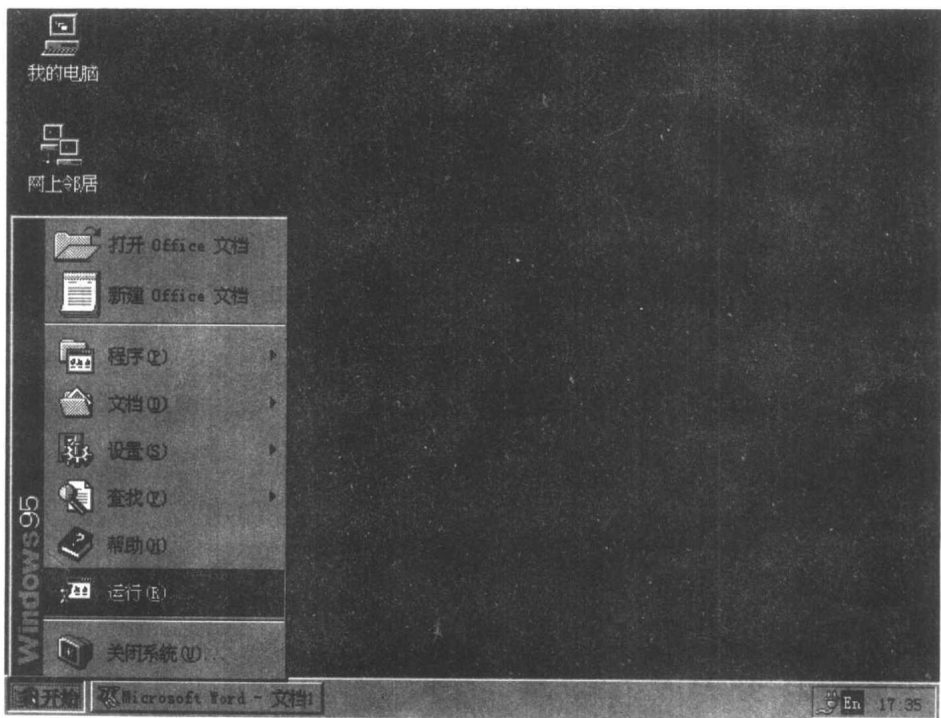 我的电脑
网上邻居
打开 Office 文档
新建 Office 文档
程序(P)
文档(D)
设置(S)
查找(F)
帮助(H)
运行(R)...
关闭系统(U)...
Windows95
开始
Microsoft Word - 文档1
En
17:35